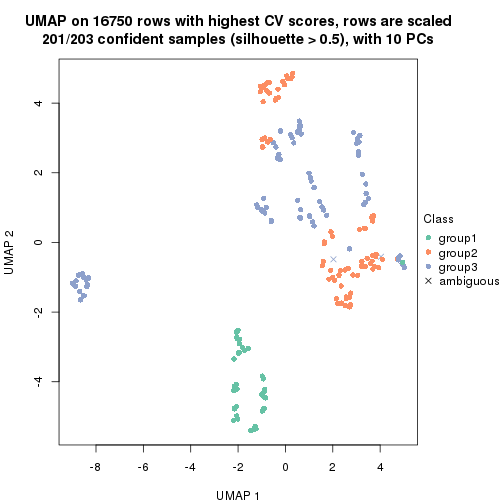 UMAP on 16750 rows with highest CV scores, rows are scaled
201/203 confident samples (silhouette > 0.5), with 10 PCs
4
2
0
-2
-4
UMAP 2
-8
-6
-4
-2
0
2
4
UMAP 1
Class
group1
group2
group3
ambiguous